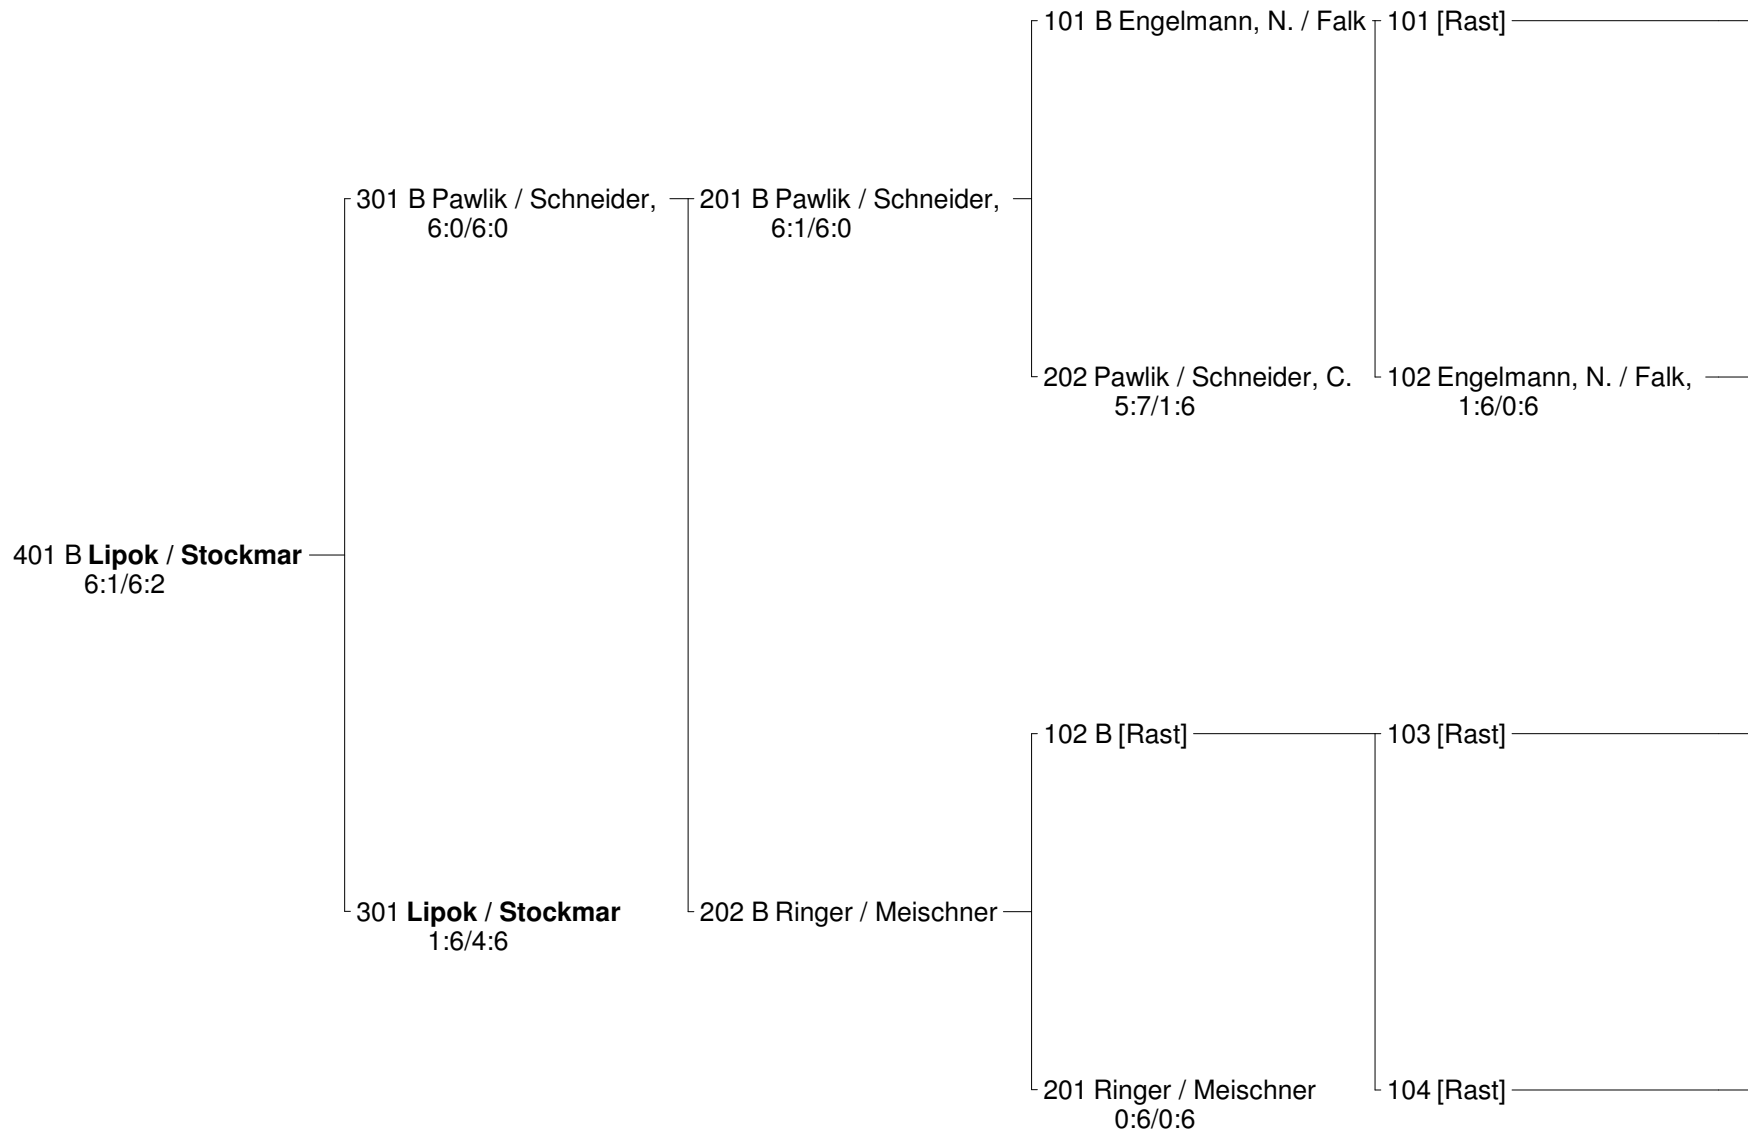 101 B Engelmann, N. / Falk
101 [Rast]
301 B Pawlik / Schneider,
6:0/6:0
201 B Pawlik / Schneider,
6:1/6:0
202 Pawlik / Schneider, C.
5:7/1:6
102 Engelmann, N. / Falk,
1:6/0:6
401 B Lipok / Stockmar
6:1/6:2
102 B [Rast]
103 [Rast]
301 Lipok / Stockmar
1:6/4:6
202 B Ringer / Meischner
201 Ringer / Meischner
0:6/0:6
104 [Rast]